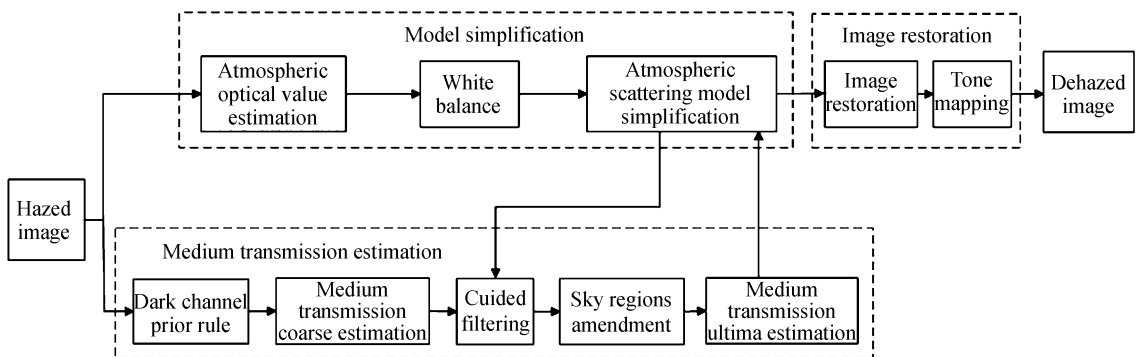 Model simplification
Atmospheric
optical value
estimation
White
balance
Atmospheric
scattering model
simplification
Image restoration
Image
restoration
Tone
mapping
Dehazed
image
Hazed
image
Medium transmission estimation
Dark channel
prior rule
Medium
transmission
coarse estimation
Cuided
filtering
Sky regions
amendment
Medium
transmission
ultima estimation